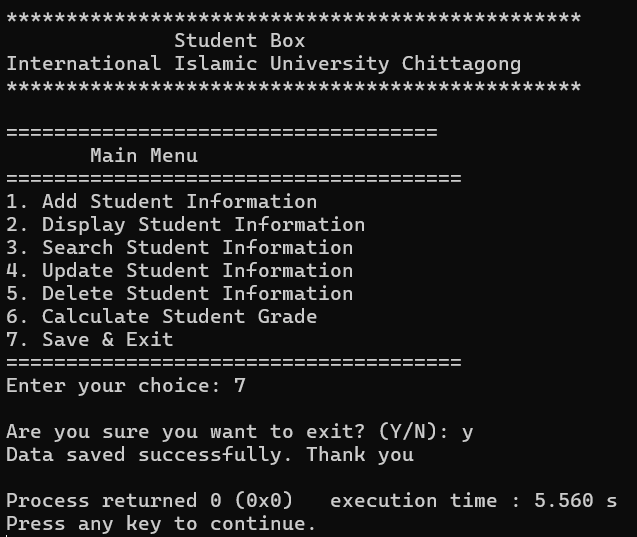 ************************************************
              Student Box
International Islamic University Chittagong
************************************************

====================================
       Main Menu
======================================
1. Add Student Information
2. Display Student Information
3. Search Student Information
4. Update Student Information
5. Delete Student Information
6. Calculate Student Grade
7. Save & Exit
======================================
Enter your choice: 7

Are you sure you want to exit? (Y/N): y
Data saved successfully. Thank you

Process returned 0 (0x0)   execution time : 5.560 s
Press any key to continue.